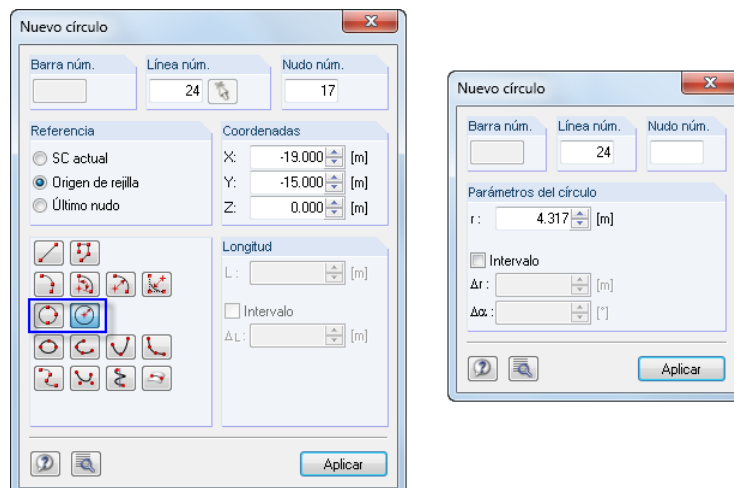 Nuevo círculo
Barra núm. Línea núm. Nudo núm.
24 17
Referencia
SC actual
Origen de rejilla
Último nudo
Coordenadas
X: -19.000 [m]
Y: -15.000 [m]
Z: 0.000 [m]
Longitud
L: [m]
Intervalo
ΔL: [m]
Aplicar
Nuevo círculo
Barra núm. Línea núm. Nudo núm.
24
Parámetros del círculo
r: 4.317 [m]
Intervalo
Δr: [m]
Δα: [°]
Aplicar